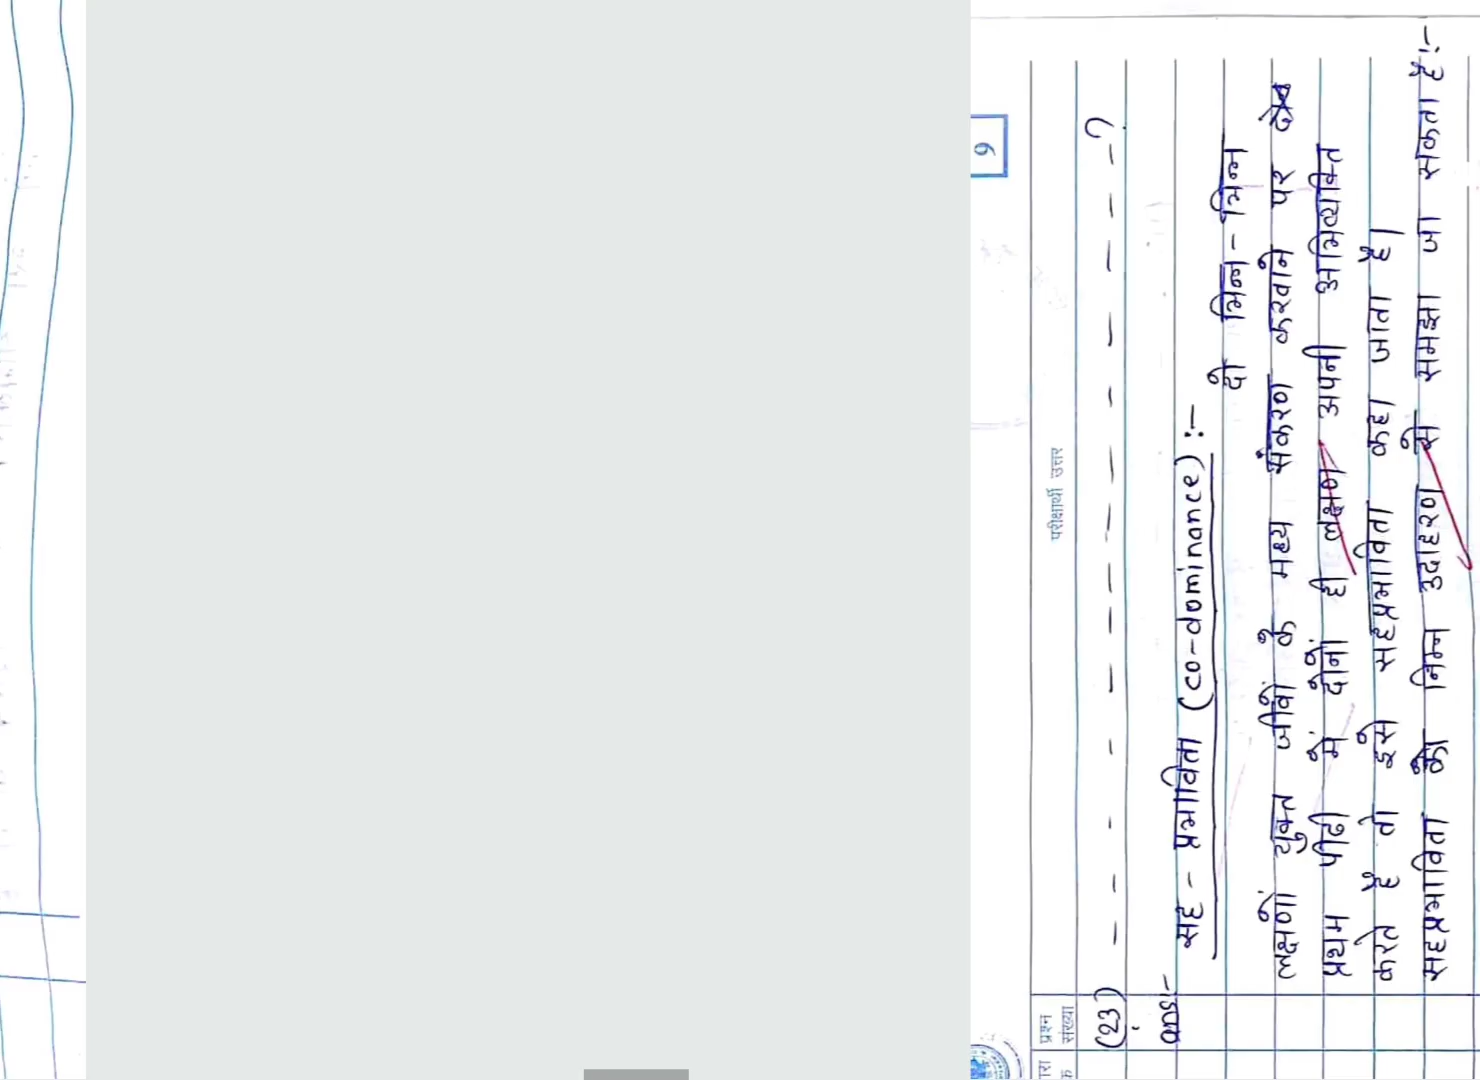 9
प्रश्न संख्या
परीक्षार्थी उत्तर
(23) - - - - - - - - - - - - - ?
ans:-
सह - प्रभाविता (co-dominance) :-
दो भिन्न - भिन्न
लक्षणों युक्त जीवों के मध्य संकरण करवाने पर
प्रथम पीढी में दोनों ही लक्षण अपनी अभिव्यक्ति
करते है तो इसे सहप्रभाविता कहा जाता है।
सहप्रभाविता को निम्न उदाहरण से समझा जा सकता है:-